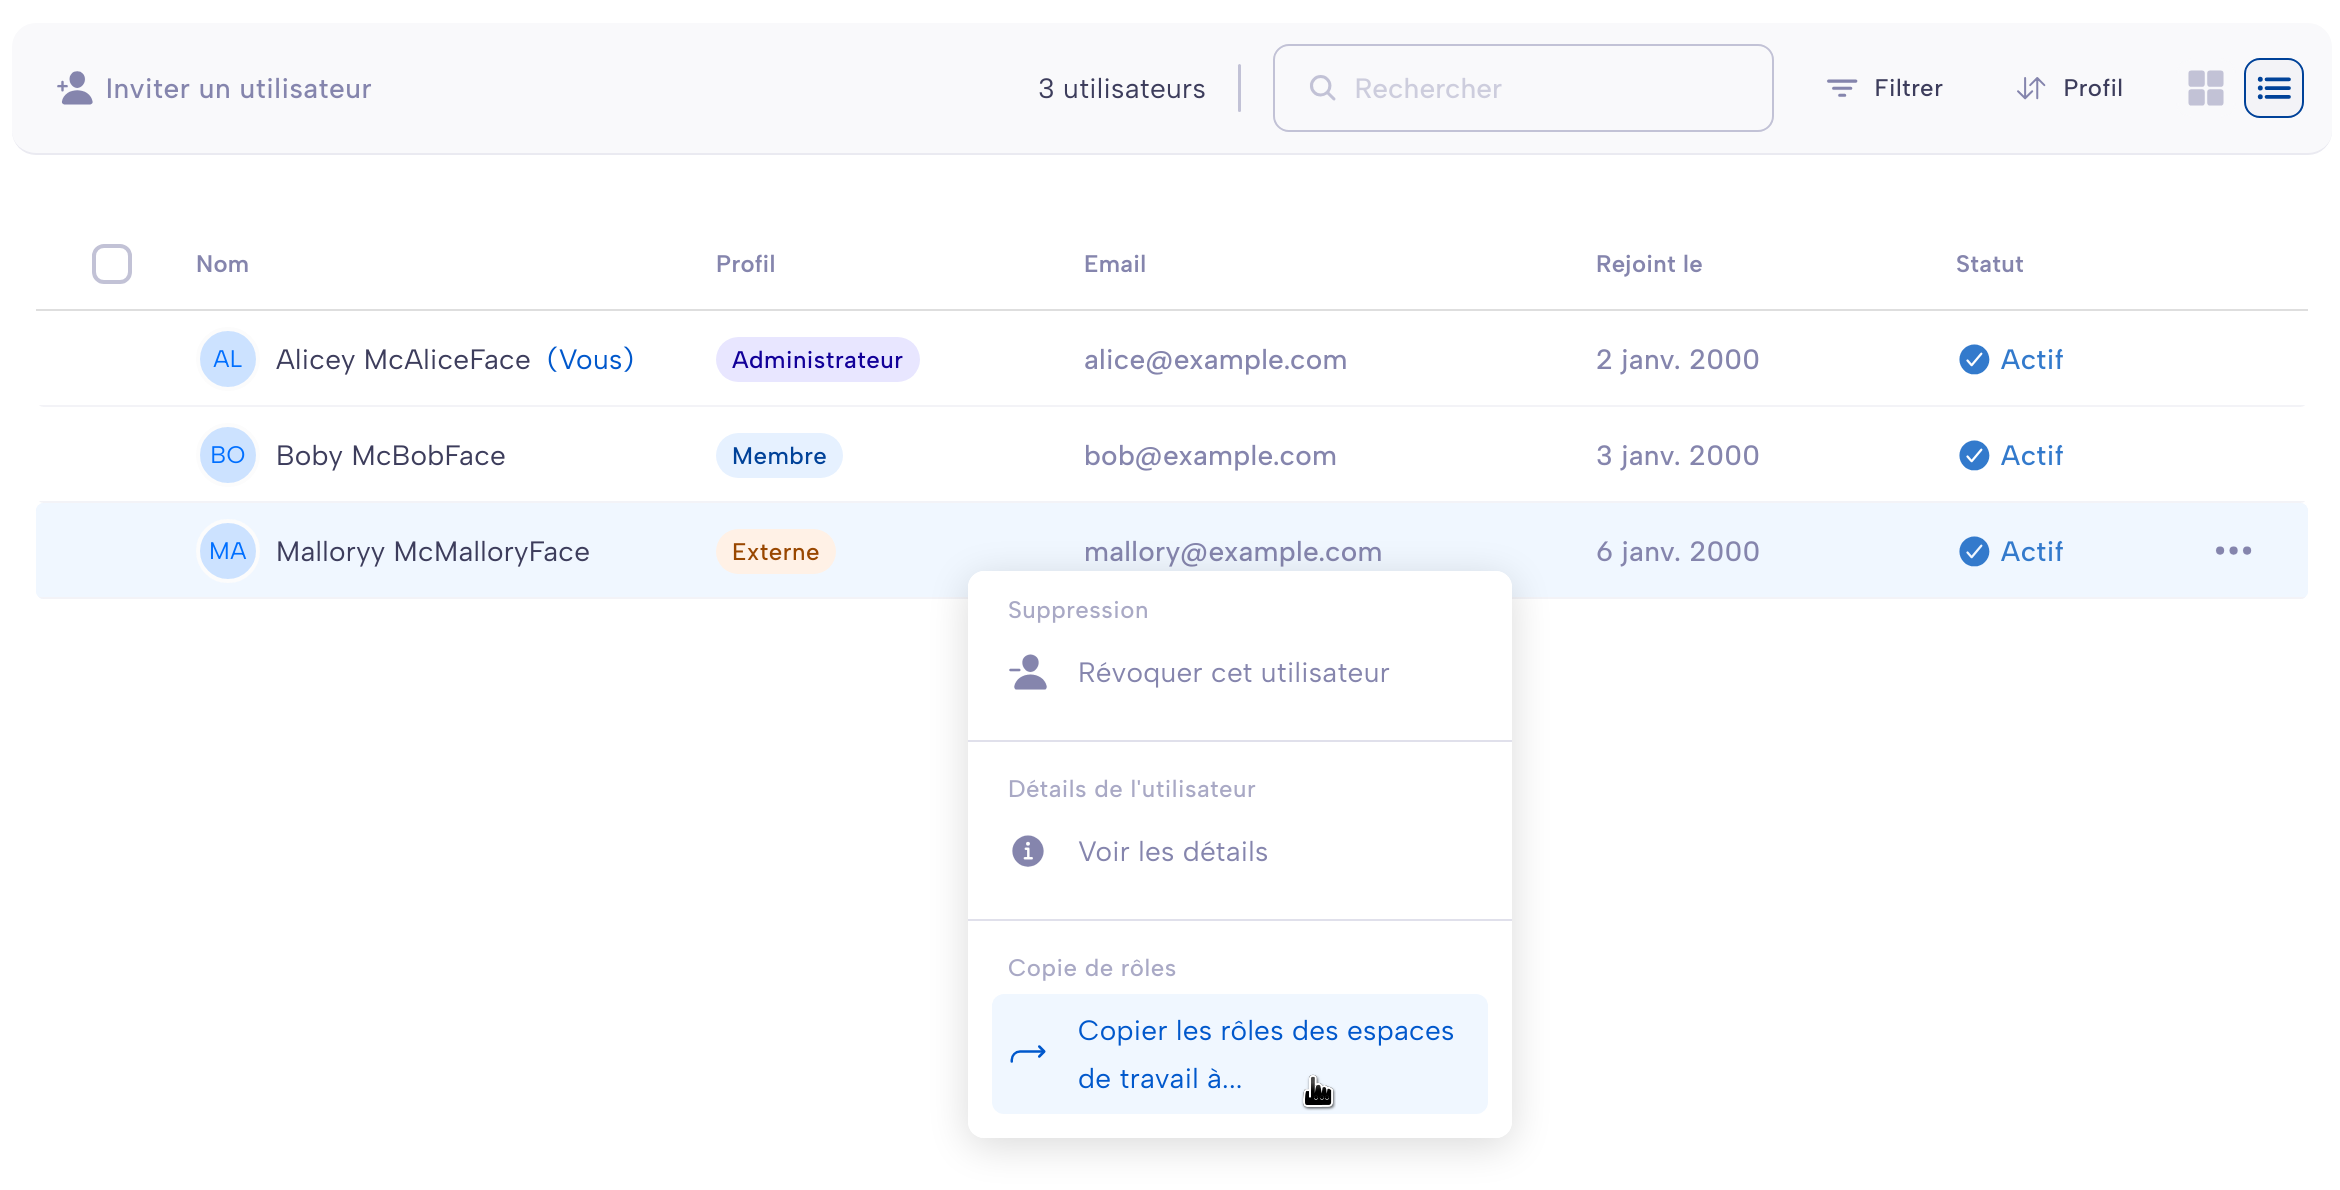 Inviter un utilisateur
3 utilisateurs
Rechercher
Filtrer
Profil
Nom Profil Email Rejoint le Statut
AL Alicey McAliceFace (Vous) Administrateur alice@example.com 2 janv. 2000 Actif
BO Boby McBobFace Membre bob@example.com 3 janv. 2000 Actif
MA Malloryy McMalloryFace Externe mallory@example.com 6 janv. 2000 Actif
Suppression
Révoquer cet utilisateur
Détails de l'utilisateur
Voir les détails
Copie de rôles
Copier les rôles des espaces
de travail à...